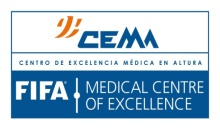 CEMA
CENTRO DE EXCELENCIA MÉDICA EN ALTURA
FIFA® MEDICAL CENTRE
OF EXCELLENCE